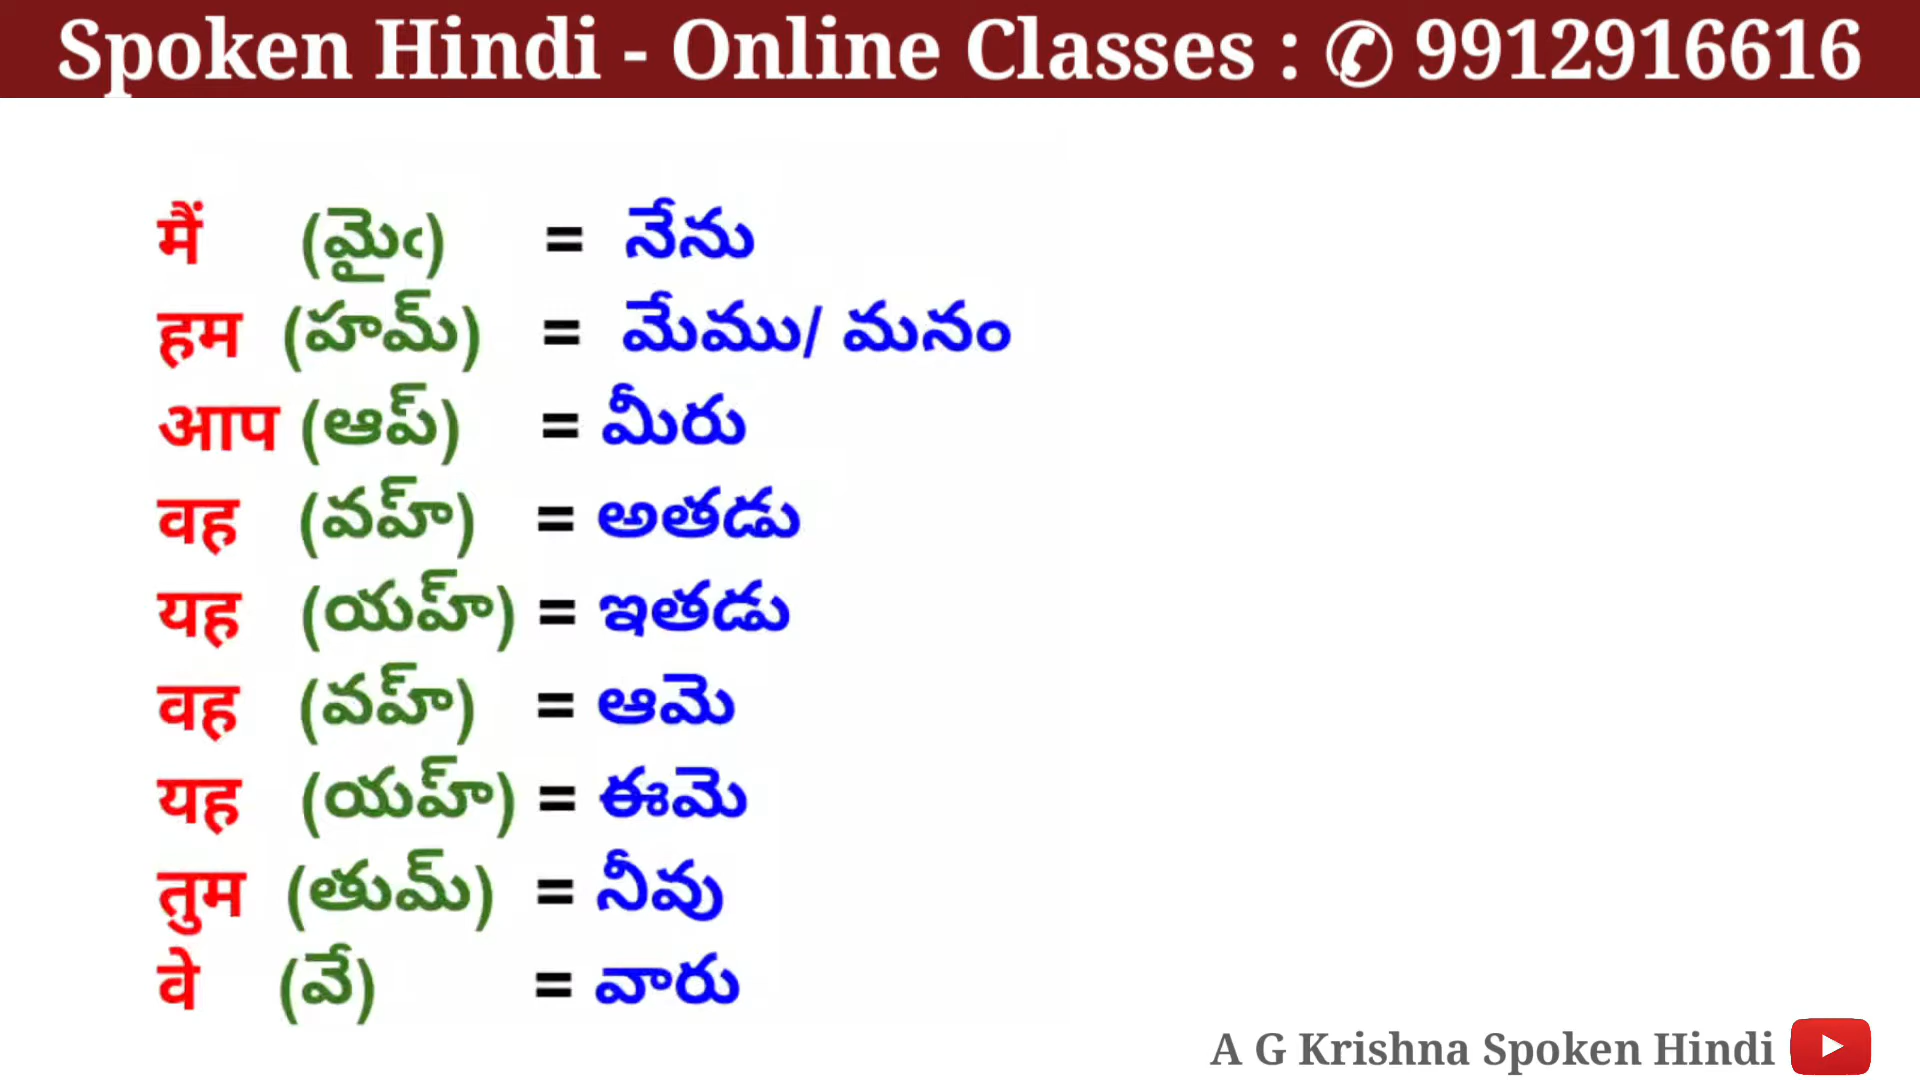 Spoken Hindi - Online Classes : ✆ 9912916616
मैं (మైఁ) = నేను
हम (హమ్) = మేము/ మనం
आप (ఆప్) = మీరు
वह (వహ్) = అతడు
यह (యహ్) = ఇతడు
वह (వహ్) = ఆమె
यह (యహ్) = ఈమె
तुम (తుమ్) = నీవు
वे (వే) = వారు
A G Krishna Spoken Hindi